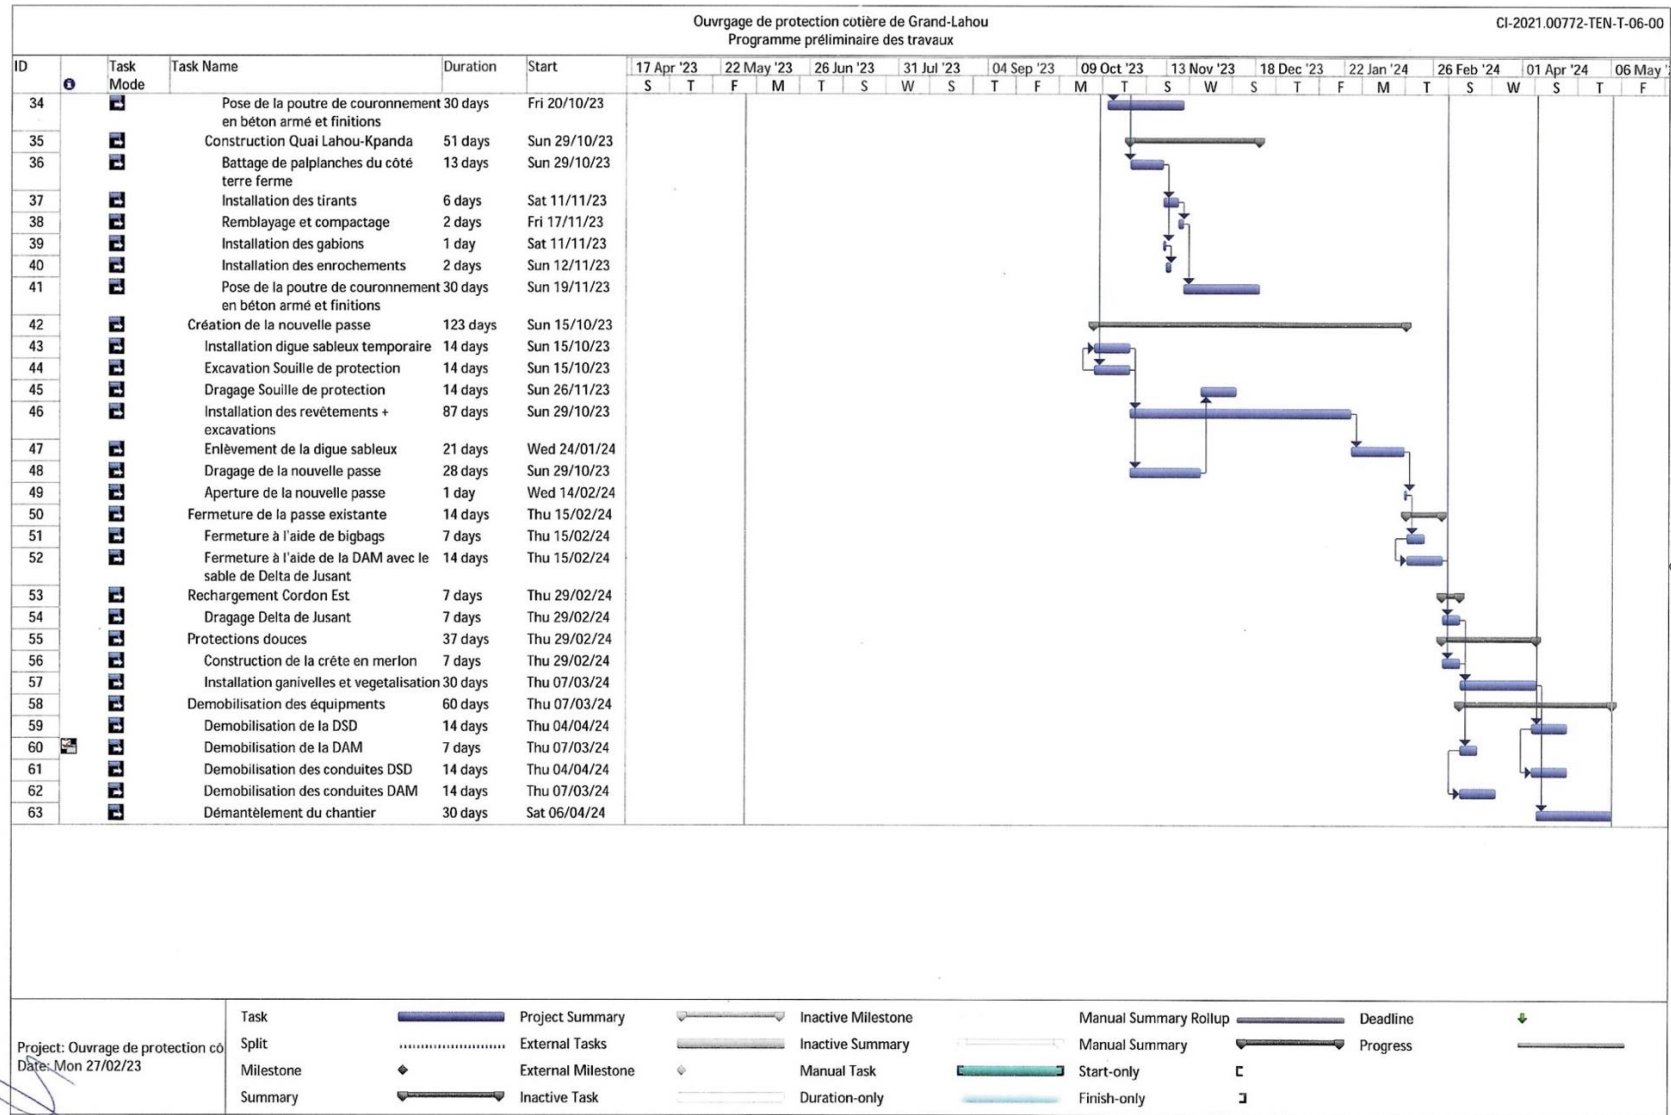 Ouvrgage de protection côtière de Grand-Lahou
CI-2021.00772-TEN-T-06-00
Programme préliminaire des travaux
ID Task Mode Task Name Duration Start 17 Apr '23 22 May '23 26 Jun '23 31 Jul '23 04 Sep '23 09 Oct '23 13 Nov '23 18 Dec '23 22 Jan '24 26 Feb '24 01 Apr '24 06 May '
S T F M T S W S T F M T S W S T F M T S W S T F
34 Pose de la poutre de couronnement 30 days Fri 20/10/23
en béton armé et finitions
35 Construction Quai Lahou-Kpanda 51 days Sun 29/10/23
36 Battage de palplanches du côté 13 days Sun 29/10/23
terre ferme
37 Installation des tirants 6 days Sat 11/11/23
38 Remblayage et compactage 2 days Fri 17/11/23
39 Installation des gabions 1 day Sat 11/11/23
40 Installation des enrochements 2 days Sun 12/11/23
41 Pose de la poutre de couronnement 30 days Sun 19/11/23
en béton armé et finitions
42 Création de la nouvelle passe 123 days Sun 15/10/23
43 Installation digue sableux temporaire 14 days Sun 15/10/23
44 Excavation Souille de protection 14 days Sun 15/10/23
45 Dragage Souille de protection 14 days Sun 26/11/23
46 Installation des revêtements + 87 days Sun 29/10/23
excavations
47 Enlèvement de la digue sableux 21 days Wed 24/01/24
48 Dragage de la nouvelle passe 28 days Sun 29/10/23
49 Aperture de la nouvelle passe 1 day Wed 14/02/24
50 Fermeture de la passe existante 14 days Thu 15/02/24
51 Fermeture à l'aide de bigbags 7 days Thu 15/02/24
52 Fermeture à l'aide de la DAM avec le 14 days Thu 15/02/24
sable de Delta de Jusant
53 Rechargement Cordon Est 7 days Thu 29/02/24
54 Dragage Delta de Jusant 7 days Thu 29/02/24
55 Protections douces 37 days Thu 29/02/24
56 Construction de la crête en merlon 7 days Thu 29/02/24
57 Installation ganivelles et vegetalisation 30 days Thu 07/03/24
58 Demobilisation des équipments 60 days Thu 07/03/24
59 Demobilisation de la DSD 14 days Thu 04/04/24
60 Demobilisation de la DAM 7 days Thu 07/03/24
61 Demobilisation des conduites DSD 14 days Thu 04/04/24
62 Demobilisation des conduites DAM 14 days Thu 07/03/24
63 Démantèlement du chantier 30 days Sat 06/04/24
Project: Ouvrage de protection cô
Date: Mon 27/02/23
Task Project Summary Inactive Milestone Manual Summary Rollup Deadline
Split External Tasks Inactive Summary Manual Summary Progress
Milestone External Milestone Manual Task Start-only
Summary Inactive Task Duration-only Finish-only